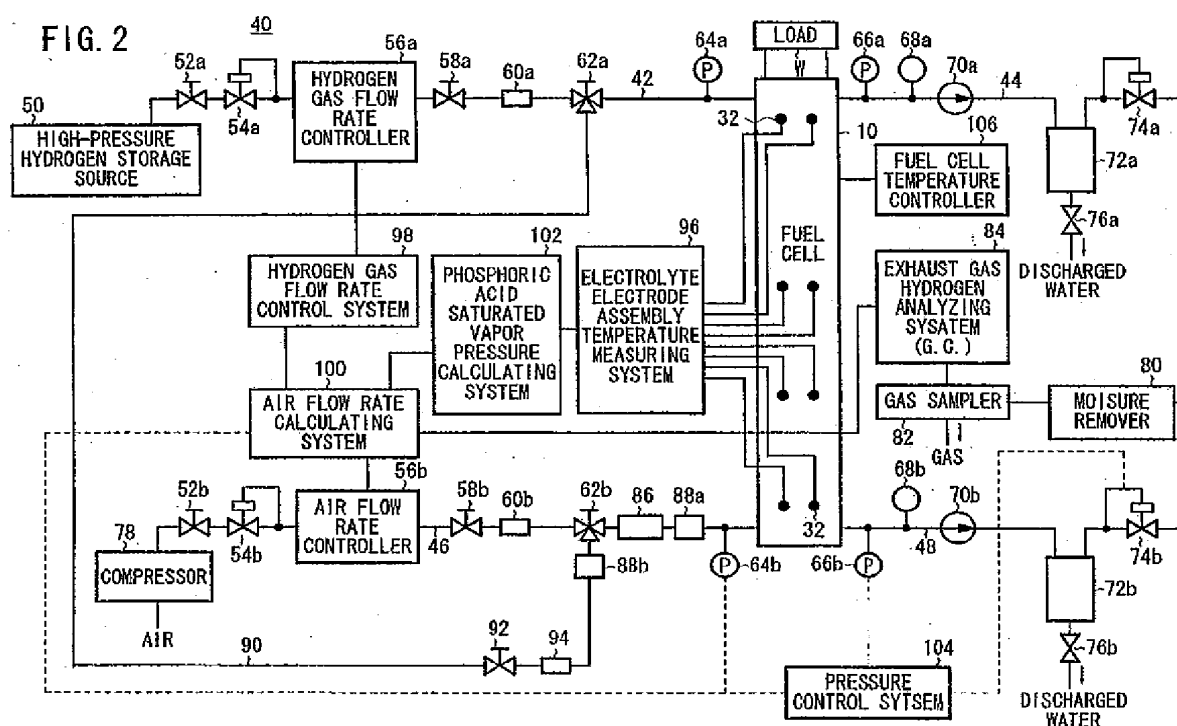 FIG. 2
40
52a
54a
56a
HYDROGEN
GAS FLOW
RATE
CONTROLLER
58a
60a
62a
42
64a
P
LOAD
W
66a
P
68a
70a
44
74a
50
HIGH-PRESSURE
HYDROGEN STORAGE
SOURCE
32
10
106
FUEL CELL
TEMPERATURE
CONTROLLER
72a
76a
DISCHARGED
WATER
98
HYDROGEN GAS
FLOW RATE
CONTROL SYSTEM
102
PHOSPHORIC
ACID
SATURATED
VAPOR
PRESSURE
CALCULATING
SYSTEM
96
ELECTROLYTE
ELECTRODE
ASSEMBLY
TEMPERATURE
MEASURING
SYSTEM
FUEL
CELL
84
EXHAUST GAS
HYDROGEN
ANALYZING
SYSATEM
(G.C.)
100
AIR FLOW RATE
CALCULATING
SYSTEM
GAS SAMPLER
82
GAS
80
MOISURE
REMOVER
78
COMPRESSOR
AIR
52b
54b
56b
AIR FLOW
RATE
CONTROLLER
46
58b
60b
62b
86
88a
88b
64b
P
32
66b
P
68b
48
70b
74b
72b
76b
DISCHARGED
WATER
90
92
94
104
PRESSURE
CONTROL SYTSEM